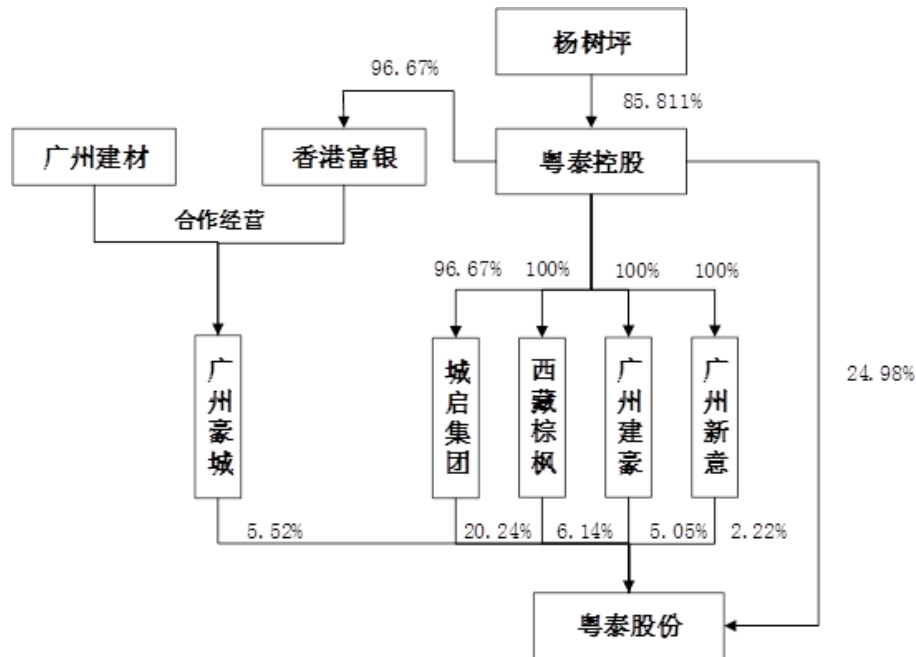 杨树坪
96.67%
85.811%
广州建材
香港富银
粤泰控股
合作经营
96.67%
100%
100%
100%
广州豪城
城启集团
西藏棕枫
广州建豪
广州新意
24.98%
5.52%
20.24%
6.14%
5.05%
2.22%
粤泰股份